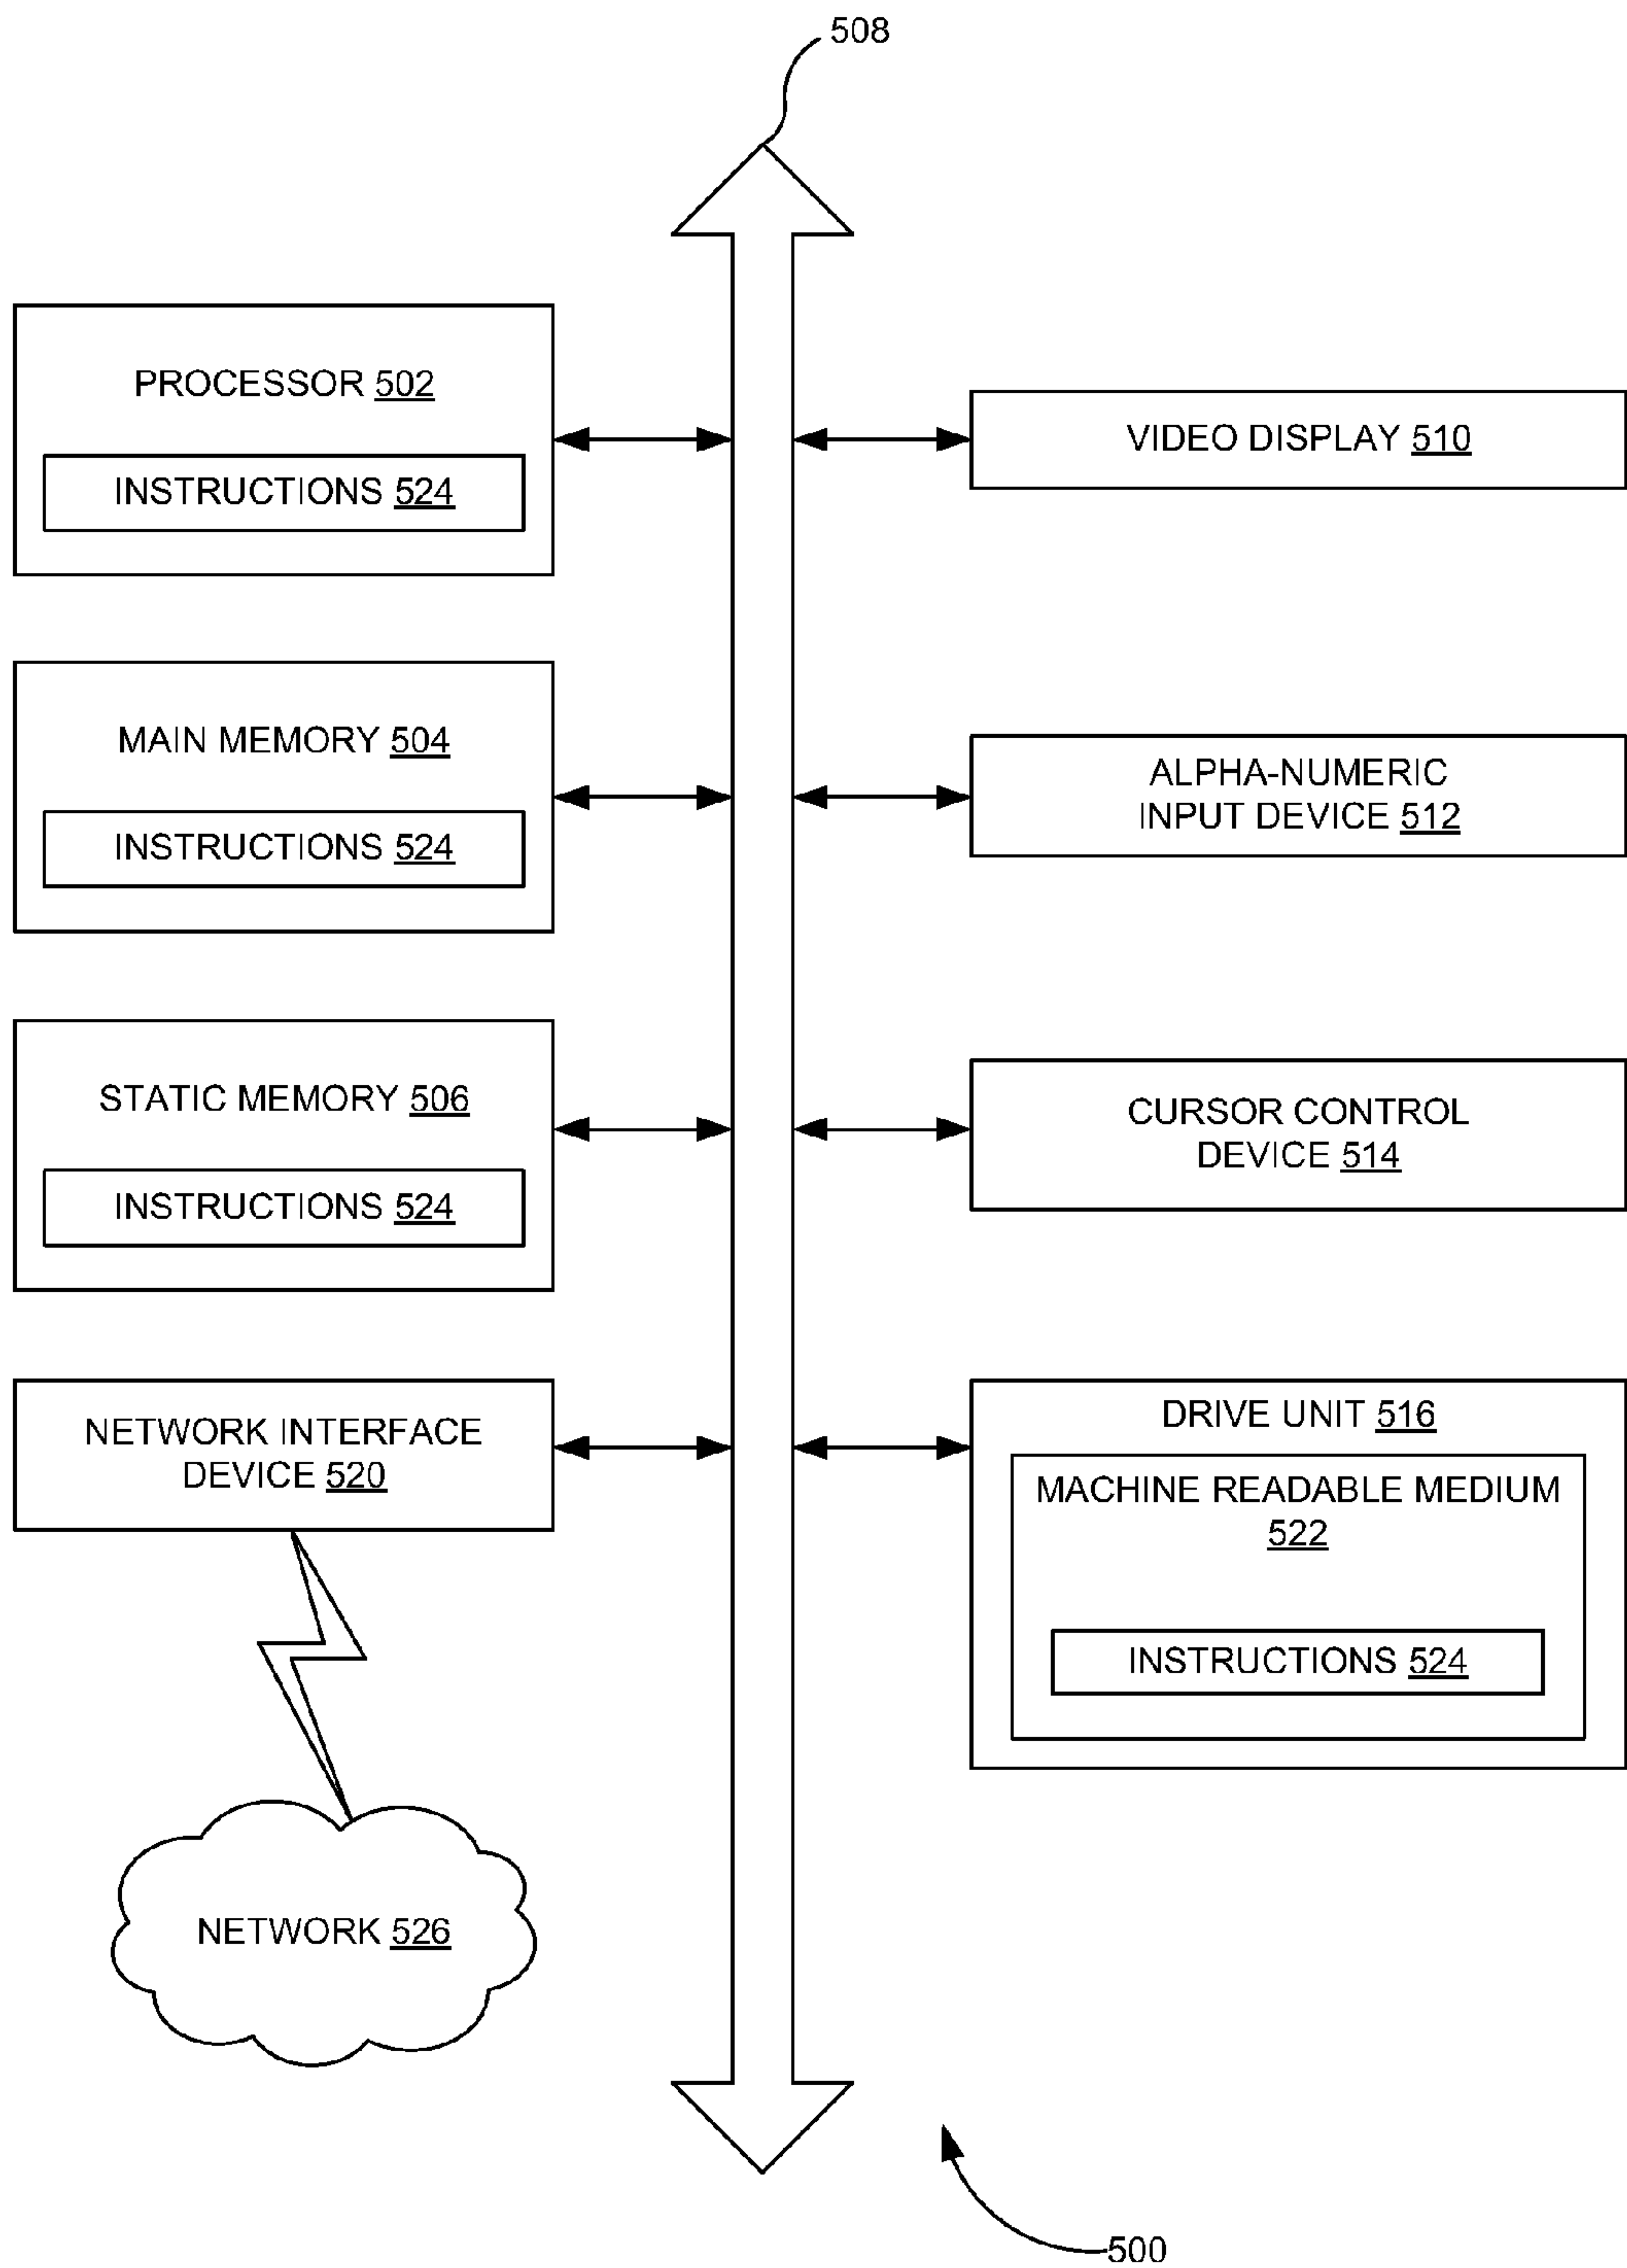 508
PROCESSOR 502
INSTRUCTIONS 524
VIDEO DISPLAY 510
MAIN MEMORY 504
INSTRUCTIONS 524
ALPHA-NUMERIC
INPUT DEVICE 512
STATIC MEMORY 506
INSTRUCTIONS 524
CURSOR CONTROL
DEVICE 514
NETWORK INTERFACE
DEVICE 520
DRIVE UNIT 516
MACHINE READABLE MEDIUM
522
INSTRUCTIONS 524
NETWORK 526
500